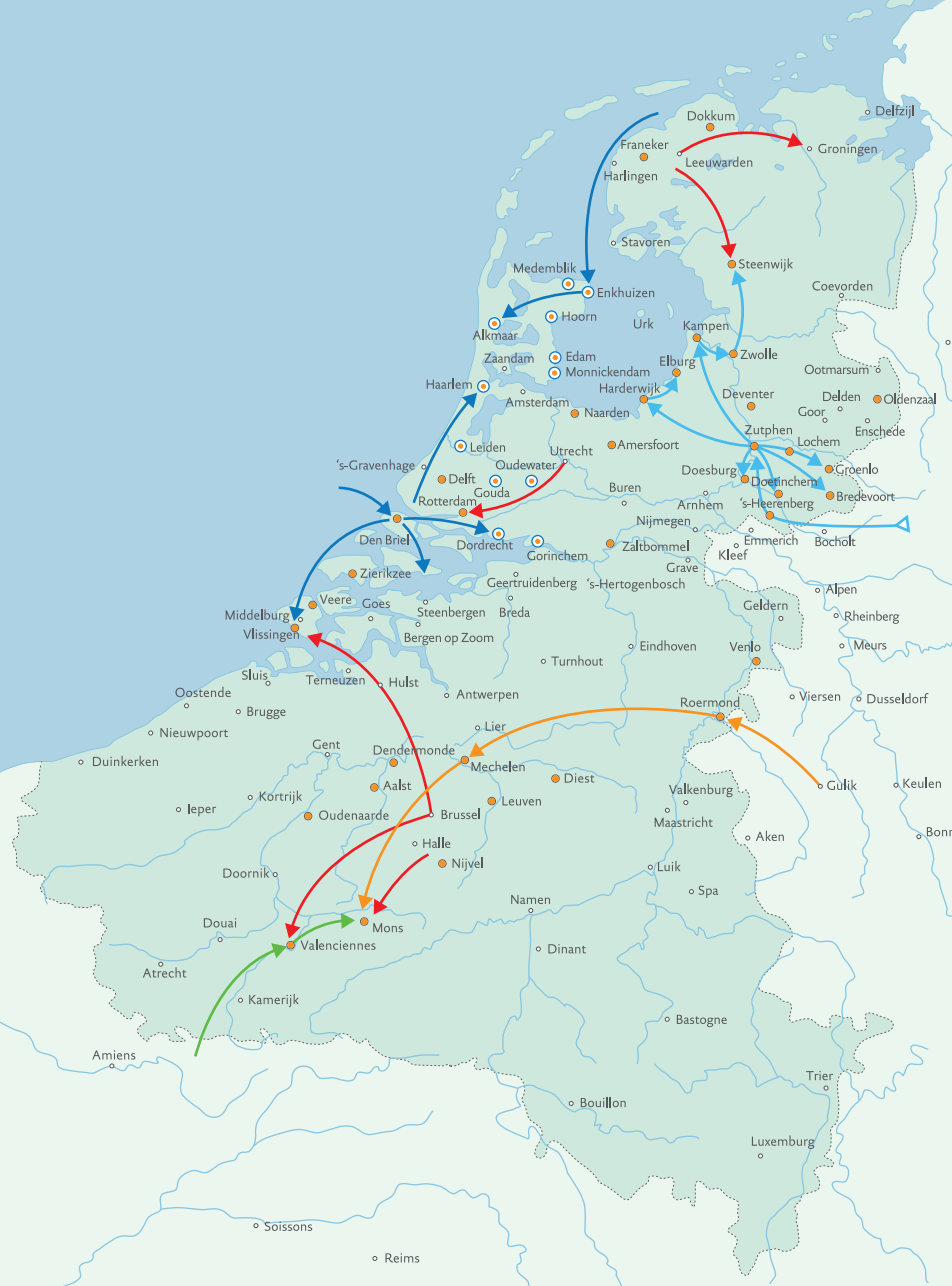 Delfzijl
Dokkum
Franeker
Groningen
Leeuwarden
Harlingen
Stavoren
Steenwijk
Medemblik
Enkhuizen
Coevorden
Hoorn
Urk
Kampen
Alkmaar
Zaandam
Edam
Zwolle
Elburg
Ootmarsum
Monnickendam
Haarlem
Harderwijk
Deventer
Delden
Oldenzaal
Amsterdam
Naarden
Goor
Enschede
Zutphen
Lochem
Leiden
Amersfoort
Utrecht
's-Gravenhage
Oudewater
Doesburg
Groenlo
Delft
Doetinchem
Gouda
Buren
Bredevoort
Rotterdam
Arnhem
's-Heerenberg
Nijmegen
Den Briel
Dordrecht
Emmerich
Bocholt
Gorinchem
Zaltbommel
Kleef
Grave
Zierikzee
Geertruidenberg
's-Hertogenbosch
Alpen
Veere
Goes
Steenbergen
Breda
Geldern
Middelburg
Rheinberg
Vlissingen
Bergen op Zoom
Eindhoven
Venlo
Meurs
Turnhout
Sluis
Terneuzen
Hulst
Oostende
Antwerpen
Roermond
Viersen
Dusseldorf
Brugge
Lier
Nieuwpoort
Gent
Dendermonde
Duinkerken
Mechelen
Diest
Aalst
Gulik
Keulen
Valkenburg
Kortrijk
Leuven
Ieper
Oudenaarde
Brussel
Maastricht
Aken
Bonn
Halle
Nijvel
Doornik
Luik
Spa
Namen
Douai
Mons
Valenciennes
Dinant
Atrecht
Kamerijk
Bastogne
Amiens
Trier
Bouillon
Luxemburg
Soissons
Reims